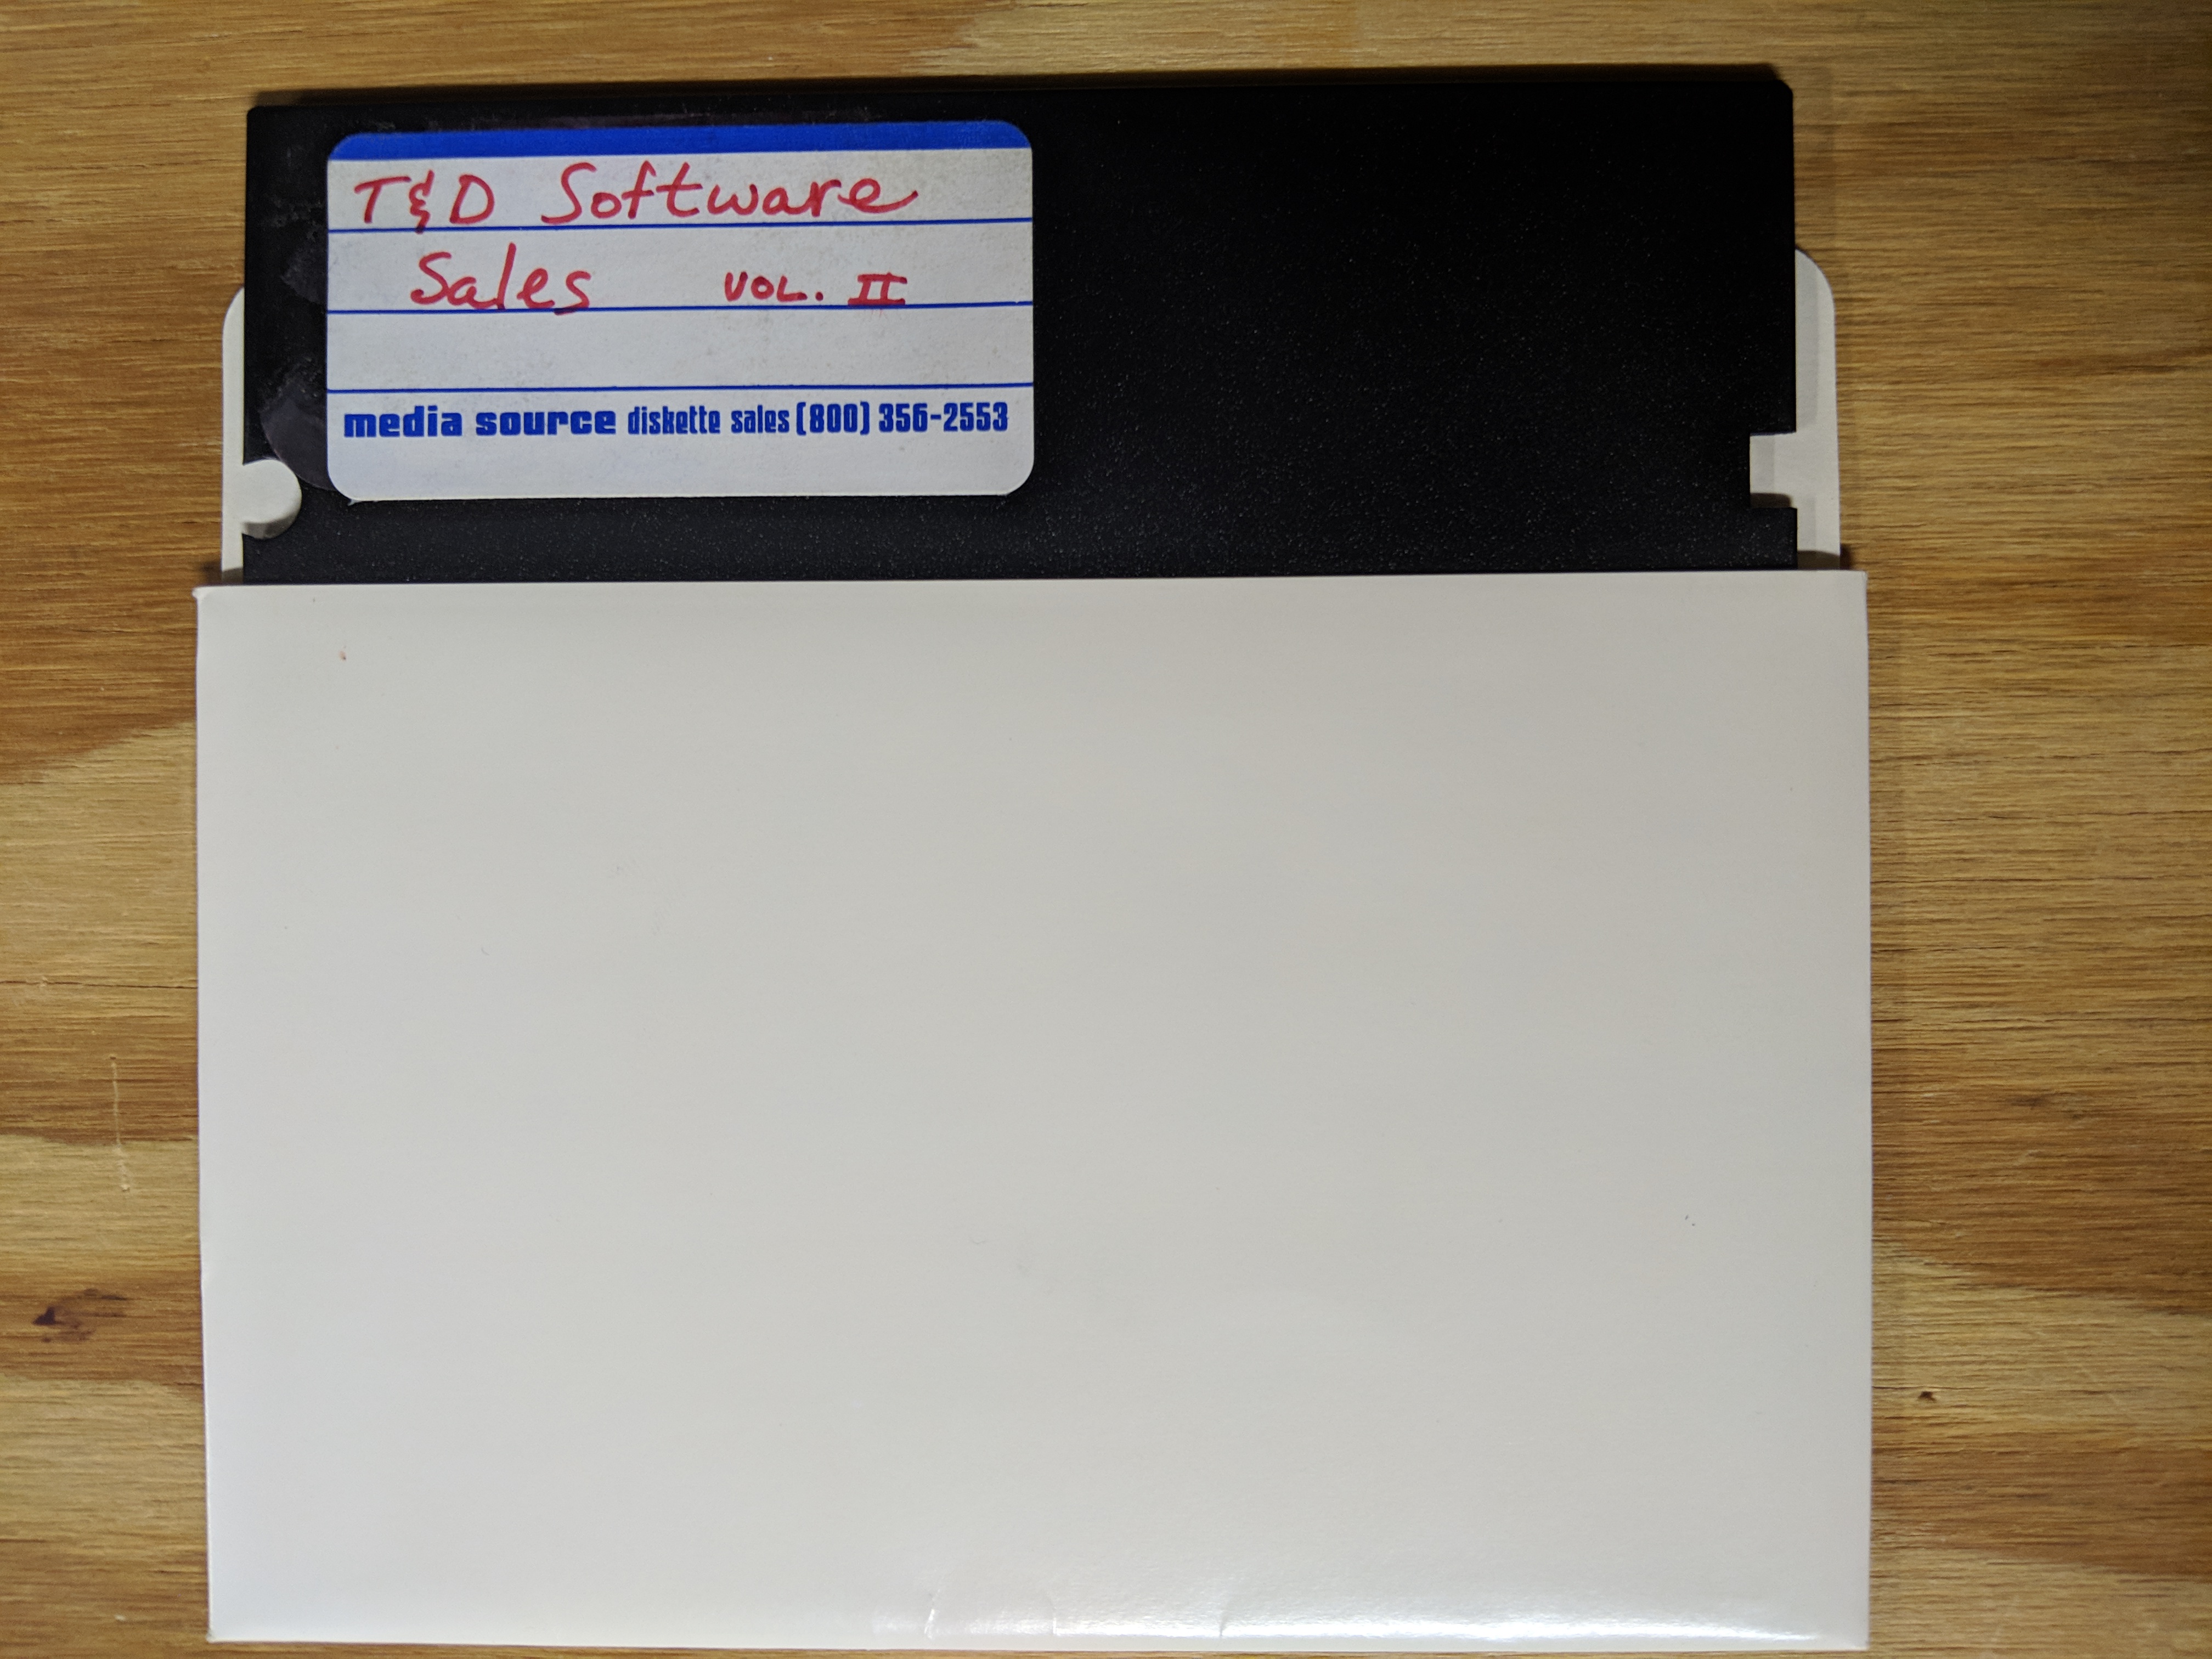 T&D Software
Sales VOL. II
media source diskette sales (800) 356-2553